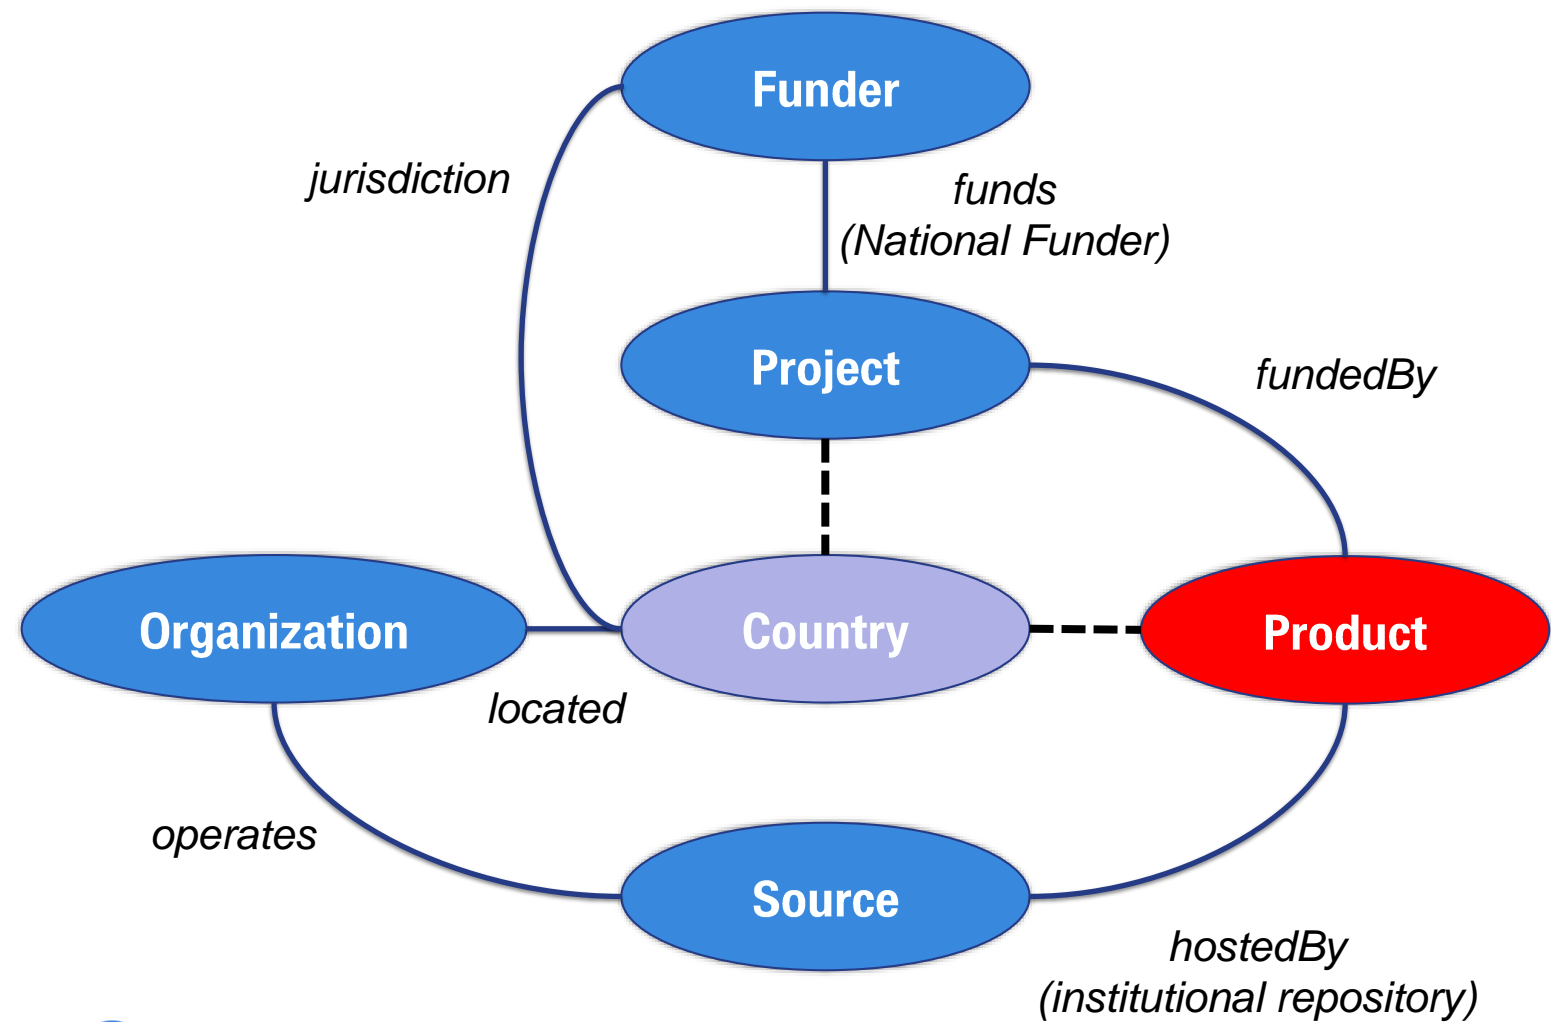 Funder
jurisdiction
funds
(National Funder)
Project
fundedBy
Organization
Country
Product
located
operates
Source
hostedBy
(institutional repository)